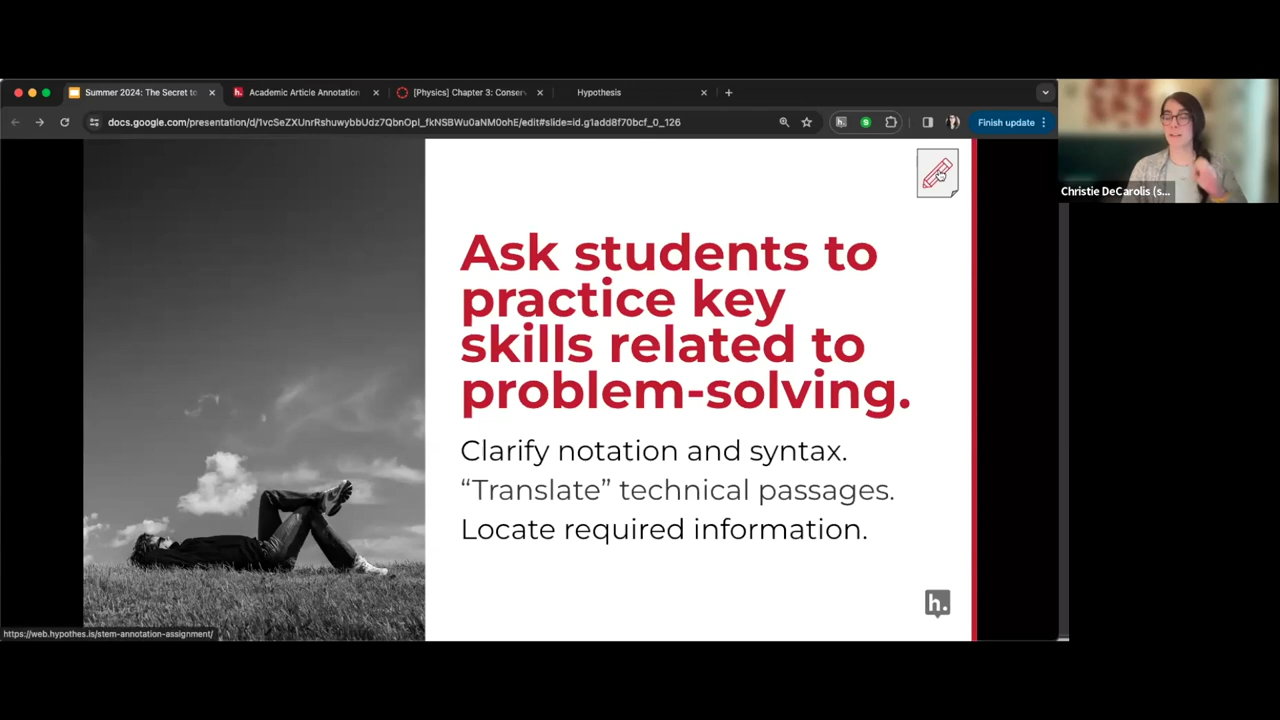 Summer 2024: The Secret to
Academic Article Annotation
[Physics] Chapter 3: Conserv
Hypothesis
docs.google.com/presentation/d/1vcSeZXUnrRshuwybbUdz7QbnOpI_fkNSBWu0aNM0ohE/edit#slide=id.g1add8f70bcf_0_126
Finish update
Christie DeCarolis (s...
Ask students to
practice key
skills related to
problem-solving.
Clarify notation and syntax.
“Translate” technical passages.
Locate required information.
h.
https://web.hypothes.is/stem-annotation-assignment/